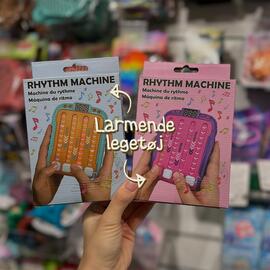 RHYTHM MACHINE
Machine du rythme
Máquina de ritmo
RHYTHM MACHINE
Machine du rythme
Máquina de ritmo
Larmende
legetøj